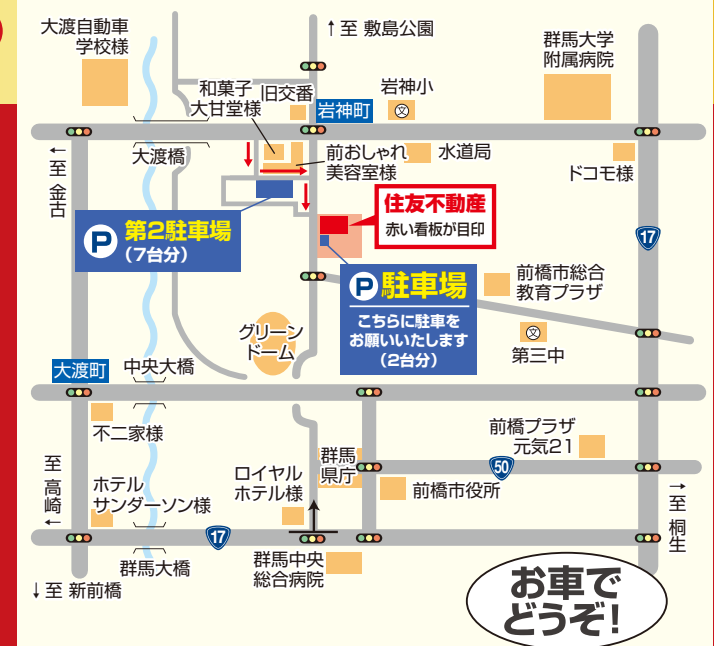 大渡自動車
学校様
↑至 敷島公園
群馬大学
附属病院
和菓子
大甘堂様
旧交番
岩神町
岩神小
文
←至 金古
大渡橋
前おしゃれ
美容室様
水道局
ドコモ様
住友不動産
赤い看板が目印
P 第2駐車場
(7台分)
17
P 駐車場
こちらに駐車を
お願いいたします
(2台分)
前橋市総合
教育プラザ
文
第三中
グリーン
ドーム
大渡町
中央大橋
不二家様
前橋プラザ
元気21
群馬
県庁
50
至 高崎←
ホテル
サンダーソン様
ロイヤル
ホテル様
前橋市役所
→至 桐生
17
群馬大橋
群馬中央
総合病院
↓至 新前橋
お車で
どうぞ!